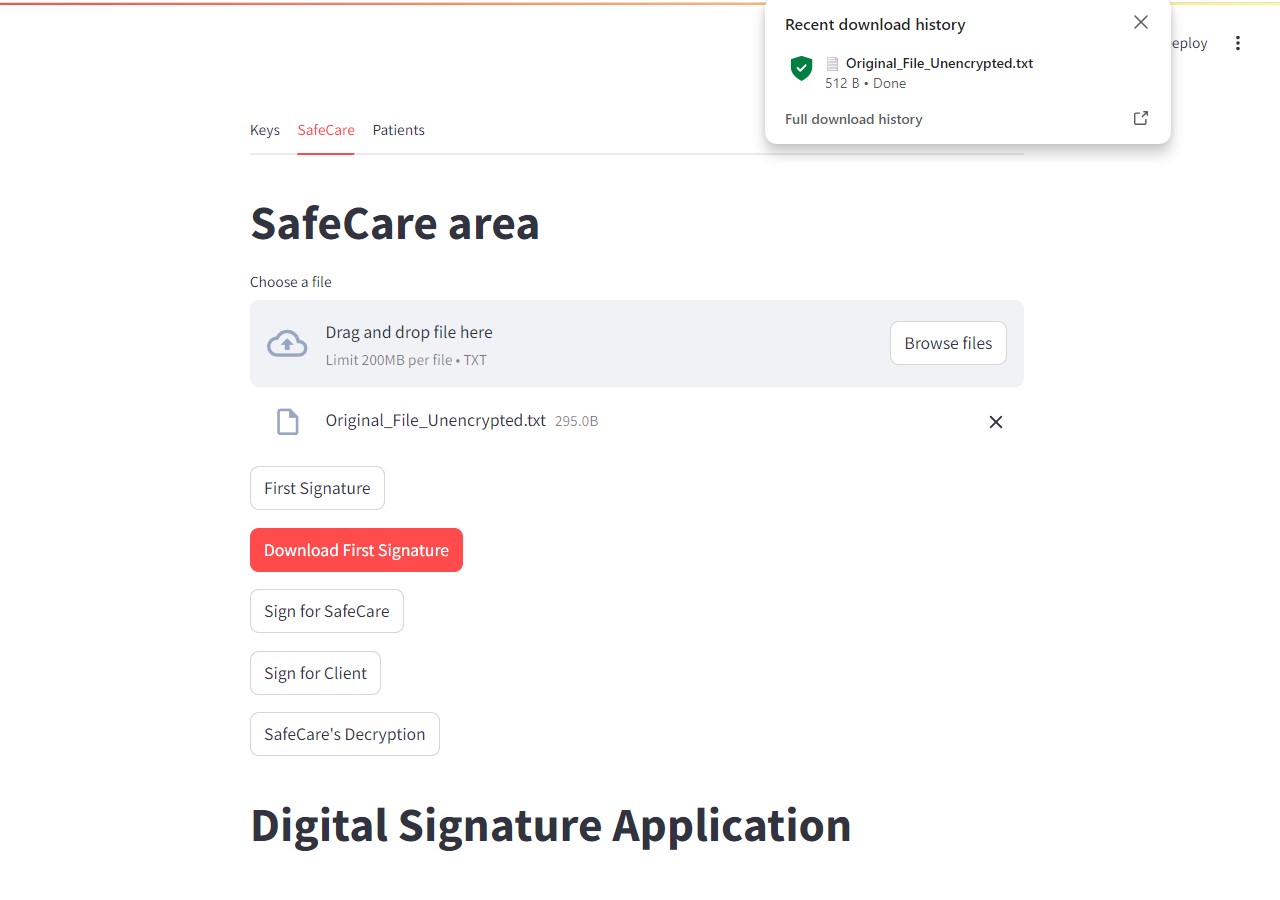 Recent download history
Original_File_Unencrypted.txt
512 B • Done
Full download history
eploy
Keys
SafeCare
Patients
SafeCare area
Choose a file
Drag and drop file here
Limit 200MB per file • TXT
Browse files
Original_File_Unencrypted.txt 295.0B
First Signature
Download First Signature
Sign for SafeCare
Sign for Client
SafeCare's Decryption
Digital Signature Application